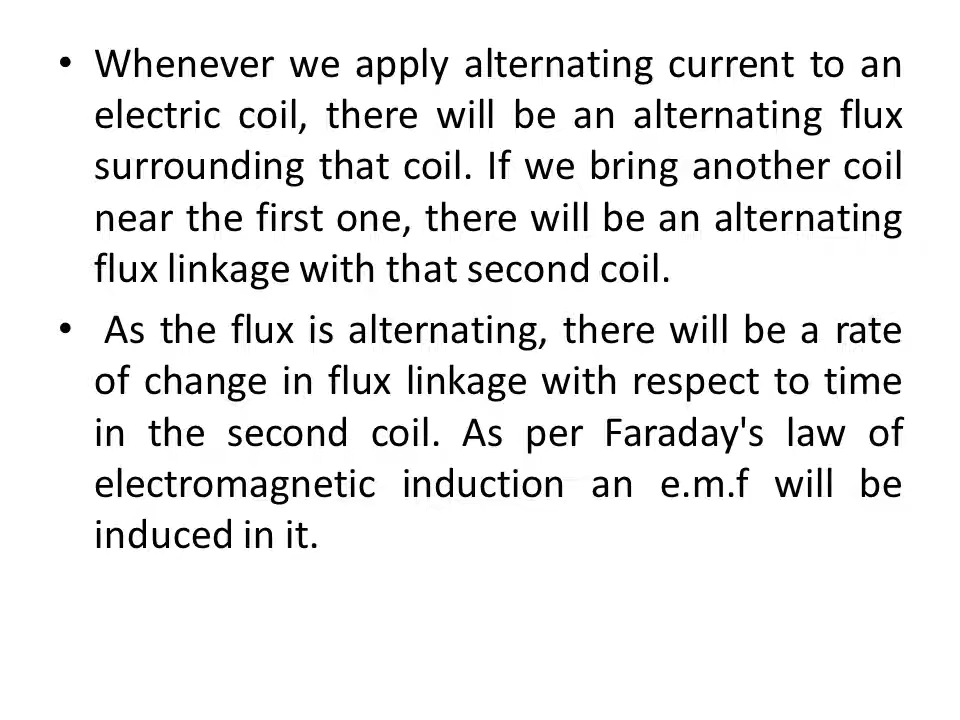 • Whenever we apply alternating current to an
electric coil, there will be an alternating flux
surrounding that coil. If we bring another coil
near the first one, there will be an alternating
flux linkage with that second coil.
• As the flux is alternating, there will be a rate
of change in flux linkage with respect to time
in the second coil. As per Faraday's law of
electromagnetic induction an e.m.f will be
induced in it.